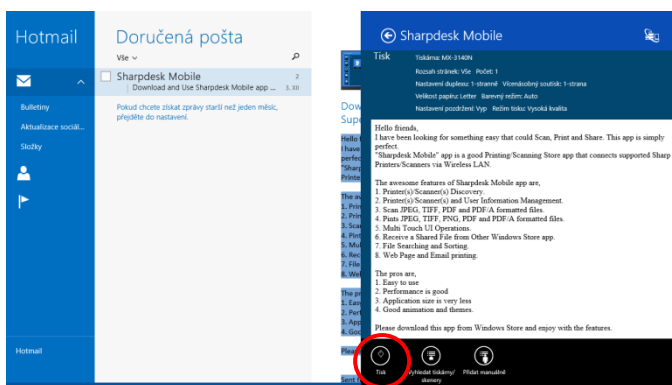 Hotmail
Bulletiny
Aktualizace sociál...
Složky
Hotmail
Doručená pošta
Vše
Sharpdesk Mobile 2
Download and Use Sharpdesk Mobile app ... 3. XII
Pokud chcete získat zprávy starší než jeden měsíc,
přejděte do nastavení.
Sharpdesk Mobile
Tisk
Tiskárna: MX-3140N
Rozsah stránek: Vše Počet: 1
Nastavení duplexu: 1-stranně Vícenásobný soutisk: 1-strana
Velikost papíru: Letter Barevný režim: Auto
Nastavení pozdržení: Vyp Režim tisku: Vysoká kvalita
Hello friends,
I have been looking for something easy that could Scan, Print and Share. This app is simply
perfect.
"Sharpdesk Mobile" app is a good Printing/Scanning Store app that connects supported Sharp
Printers/Scanners via Wireless LAN.
The awesome features of Sharpdesk Mobile app are,
1. Printer(s)/Scanner(s) Discovery.
2. Printer(s)/Scanner(s) and User Information Management.
3. Scan JPEG, TIFF, PDF and PDF/A formatted files.
4. Pints JPEG, TIFF, PNG, PDF and PDF/A formatted files.
5. Multi Touch UI Operations.
6. Receive a Shared File from Other Windows Store app.
7. File Searching and Sorting.
8. Web Page and Email printing.
The pros are,
1. Easy to use
2. Performance is good
3. Application size is very less
4. Good animation and themes.
Please download this app from Windows Store and enjoy with the features.
Tisk
Vyhledat tiskárny/
skenery
Přidat manuálně